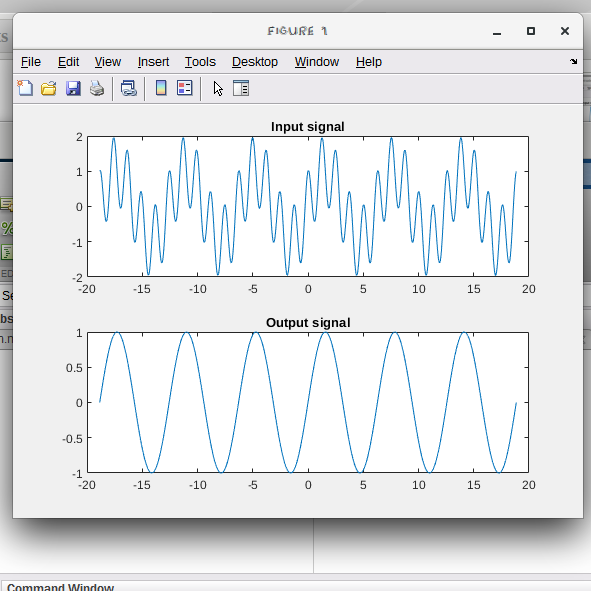 FIGURE 1
File Edit View Insert Tools Desktop Window Help
Input signal
2
1
0
-1
-2
-20 -15 -10 -5 0 5 10 15 20
Output signal
1
0.5
0
-0.5
-1
-20 -15 -10 -5 0 5 10 15 20
Command Window